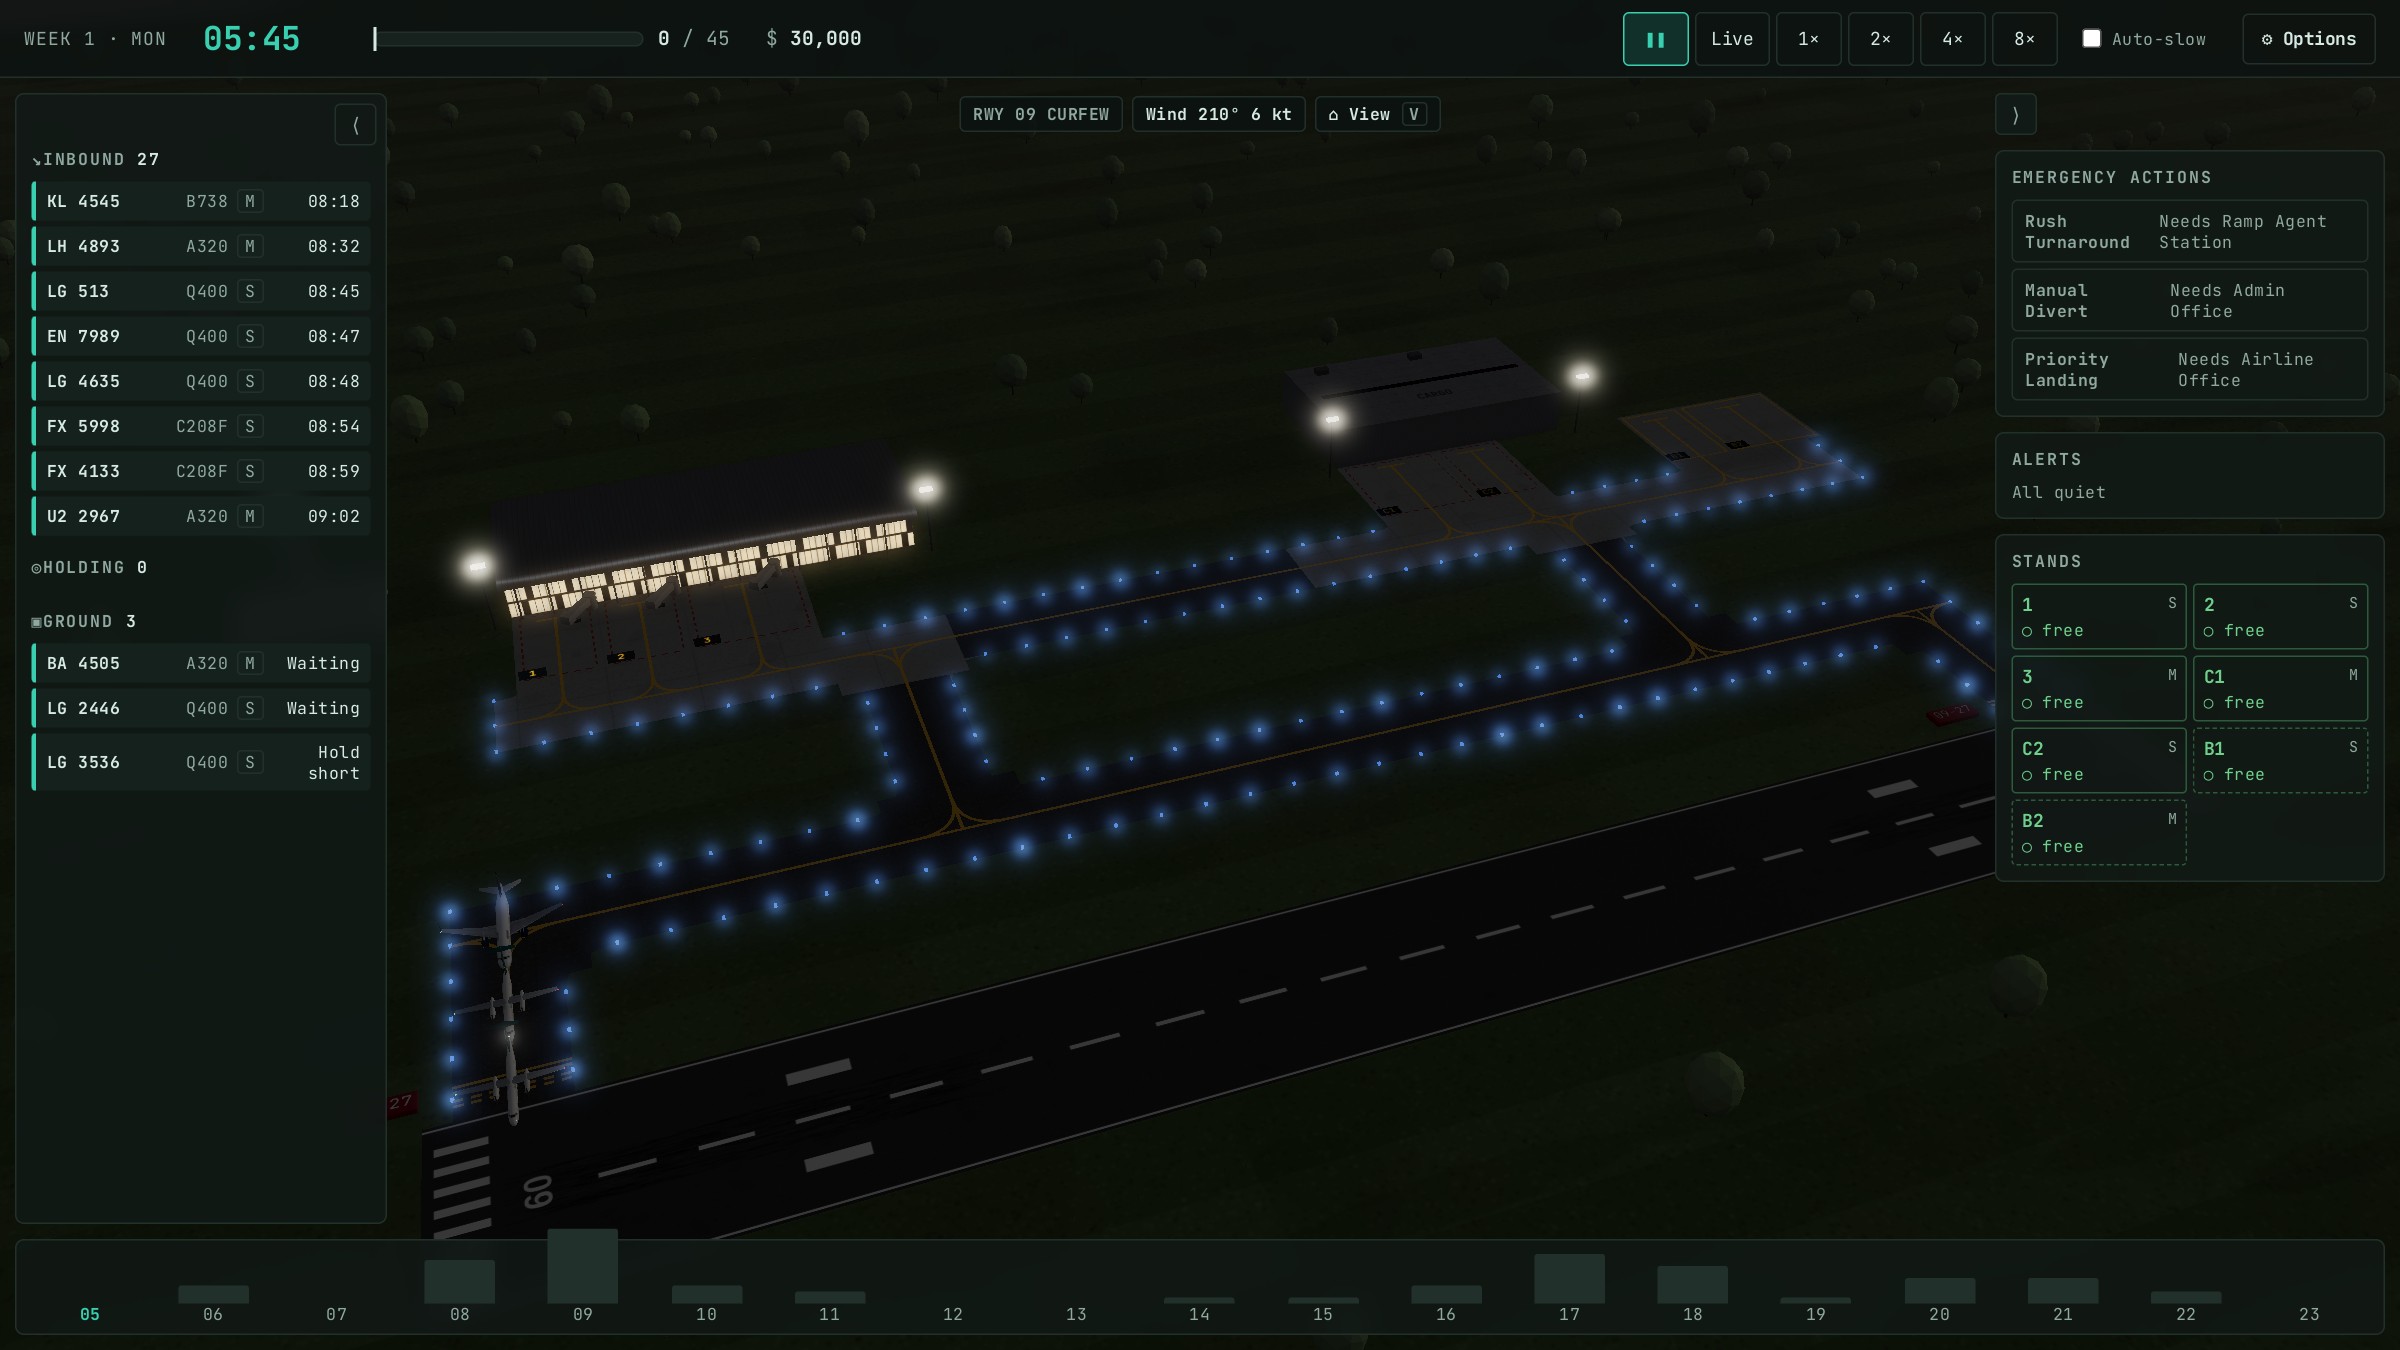 WEEK 1 · MON 05:45 0 / 45 $ 30,000 Live 1× 2× 4× 8× Auto-slow ⚙ Options
RWY 09 CURFEW Wind 210° 6 kt ⌂ View V
↘INBOUND 27
KL 4545 B738 M 08:18
LH 4893 A320 M 08:32
LG 513 Q400 S 08:45
EN 7989 Q400 S 08:47
LG 4635 Q400 S 08:48
FX 5998 C208F S 08:54
FX 4133 C208F S 08:59
U2 2967 A320 M 09:02
◎HOLDING 0
▣GROUND 3
BA 4505 A320 M Waiting
LG 2446 Q400 S Waiting
LG 3536 Q400 S Hold
short
CARGO
1
2
3
09-27
27
09
EMERGENCY ACTIONS
Rush Needs Ramp Agent
Turnaround Station
Manual Needs Admin
Divert Office
Priority Needs Airline
Landing Office
ALERTS
All quiet
STANDS
1 S 2 S
○ free ○ free
3 M C1 M
○ free ○ free
C2 S B1 S
○ free ○ free
B2 M
○ free
05 06 07 08 09 10 11 12 13 14 15 16 17 18 19 20 21 22 23